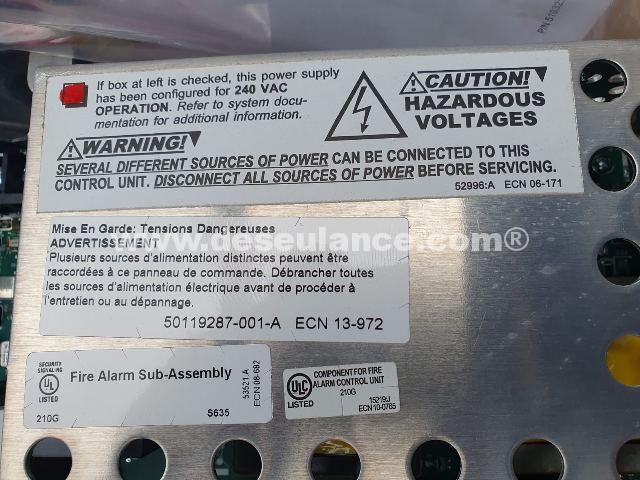 P/N 51532
If box at left is checked, this power supply
has been configured for 240 VAC
OPERATION. Refer to system docu-
mentation for additional information.
CAUTION!
HAZARDOUS
VOLTAGES
WARNING!
SEVERAL DIFFERENT SOURCES OF POWER CAN BE CONNECTED TO THIS
CONTROL UNIT. DISCONNECT ALL SOURCES OF POWER BEFORE SERVICING.
52996:A ECN 06-171
Mise En Garde: Tensions Dangereuses
ADVERTISSEMENT
www.deseulance.com®
Plusieurs sources d'alimentation distinctes peuvent être
raccordées à ce panneau de commande. Débrancher toutes
les sources d'alimentation électrique avant de procéder à
l'entretien ou au dépannage.
50119287-001-A ECN 13-972
SECURITY
SIGNALING
UL
LISTED
210G
Fire Alarm Sub-Assembly
S635
53521:A
ECN 08-682
ULC
LISTED
COMPONENT FOR FIRE
ALARM CONTROL UNIT
210G
15219:J
ECN 10-0765